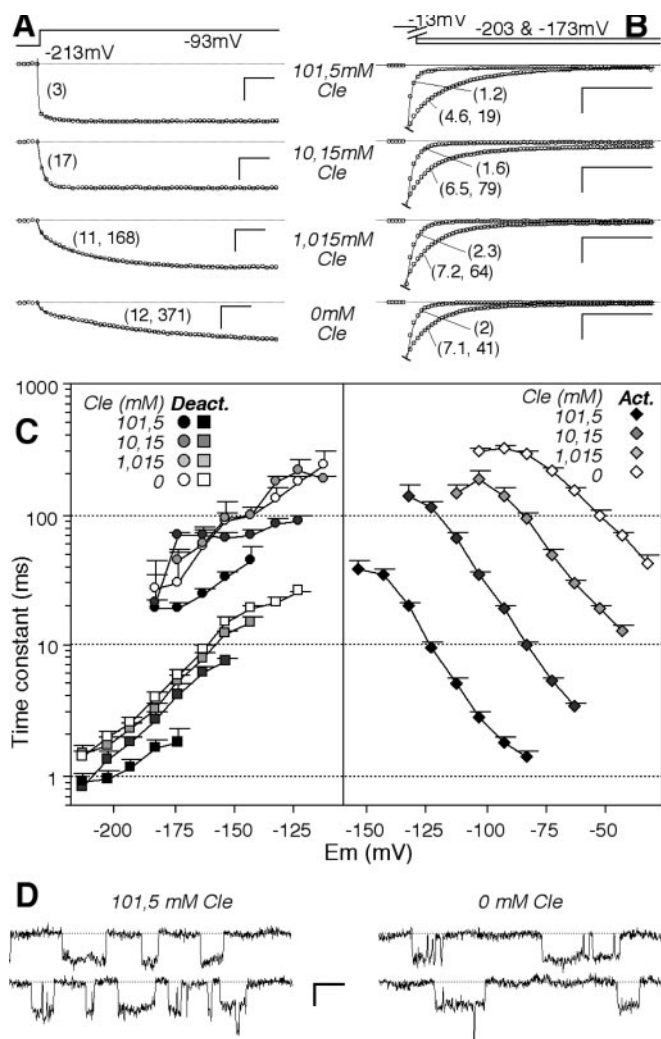 A
-213mV
-93mV
-13mV
-203 & -173mV
B
(3)
101,5mM
Cle
(1.2)
(4.6, 19)
(17)
10,15mM
Cle
(1.6)
(6.5, 79)
(11, 168)
1,015mM
Cle
(2.3)
(7.2, 64)
(12, 371)
0mM
Cle
(2)
(7.1, 41)
C
Cle (mM) Deact.
101,5
10,15
1,015
0
Cle (mM) Act.
101,5
10,15
1,015
0
Time constant (ms)
1000
100
10
1
-200 -175 -150 -125
-150 -125 -100 -75 -50
Em (mV)
D
101,5 mM Cle
0 mM Cle